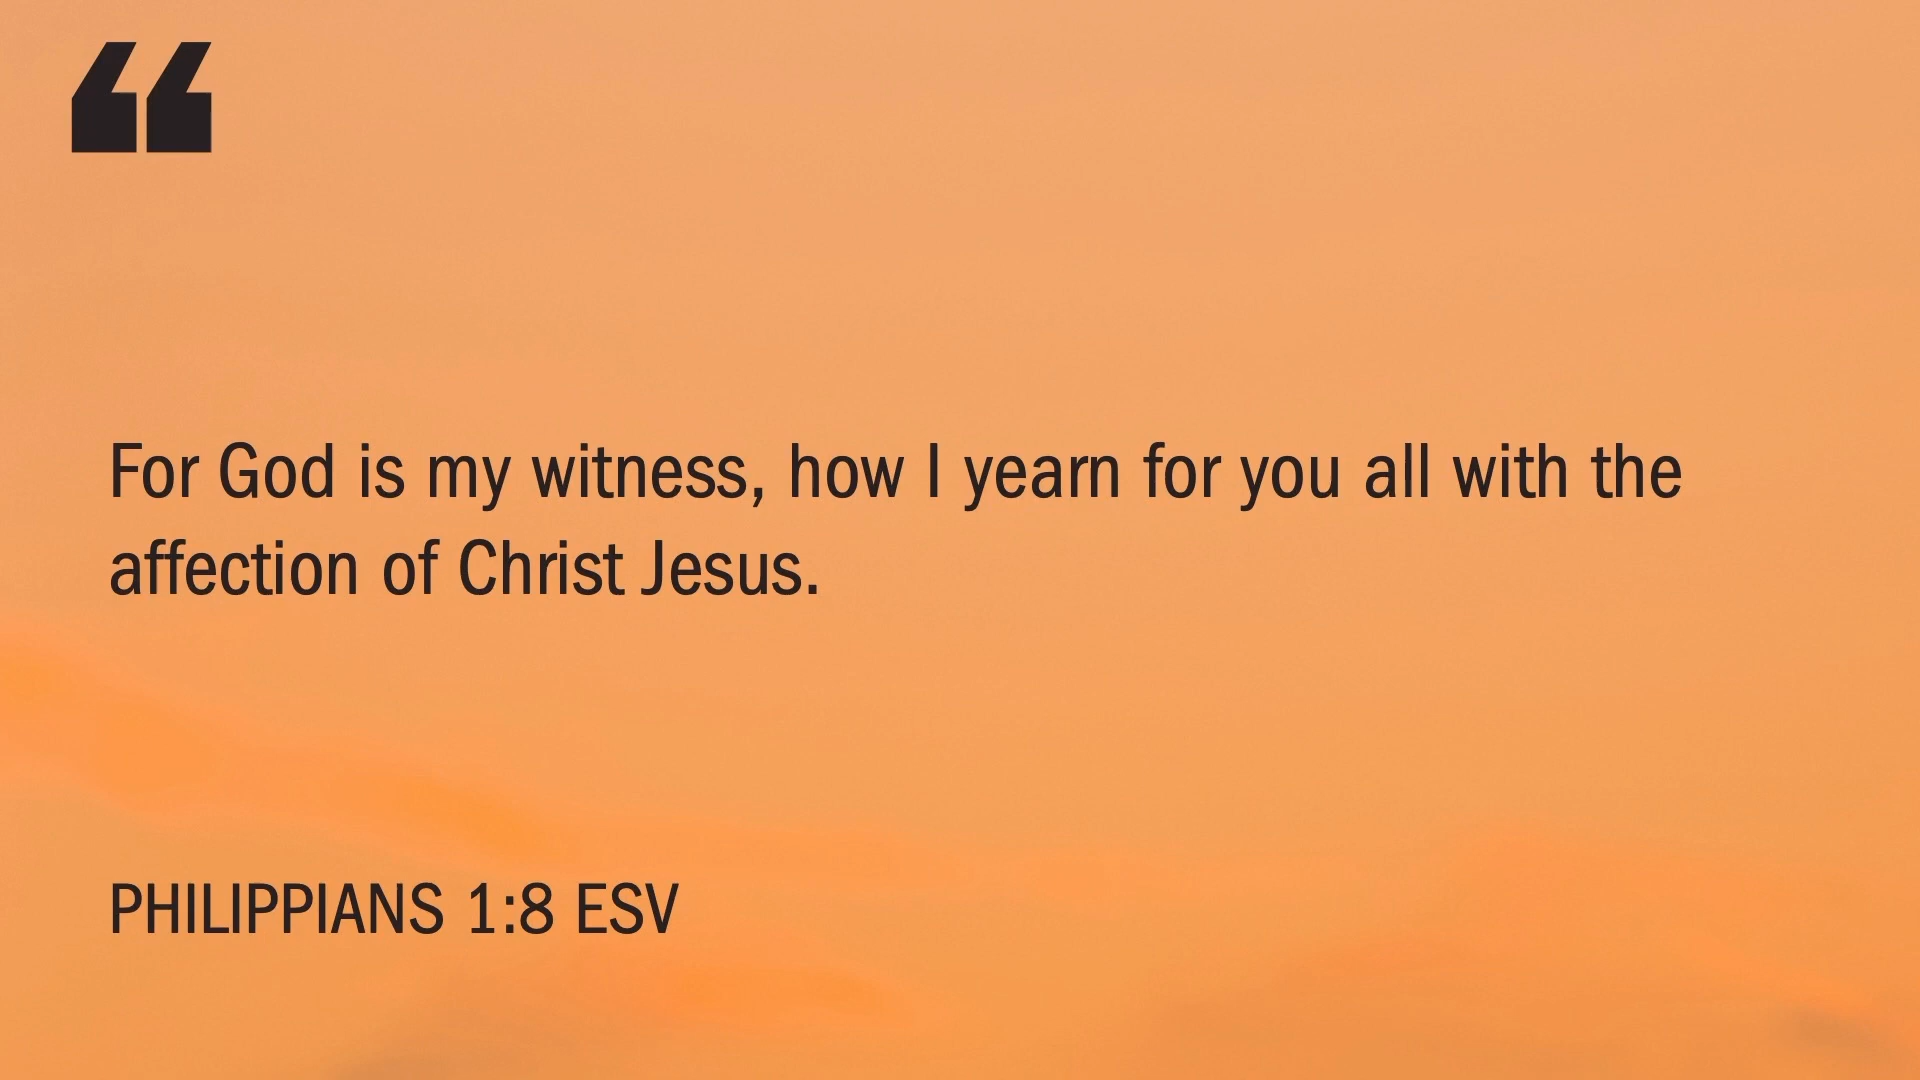 “
For God is my witness, how I yearn for you all with the
affection of Christ Jesus.
PHILIPPIANS 1:8 ESV